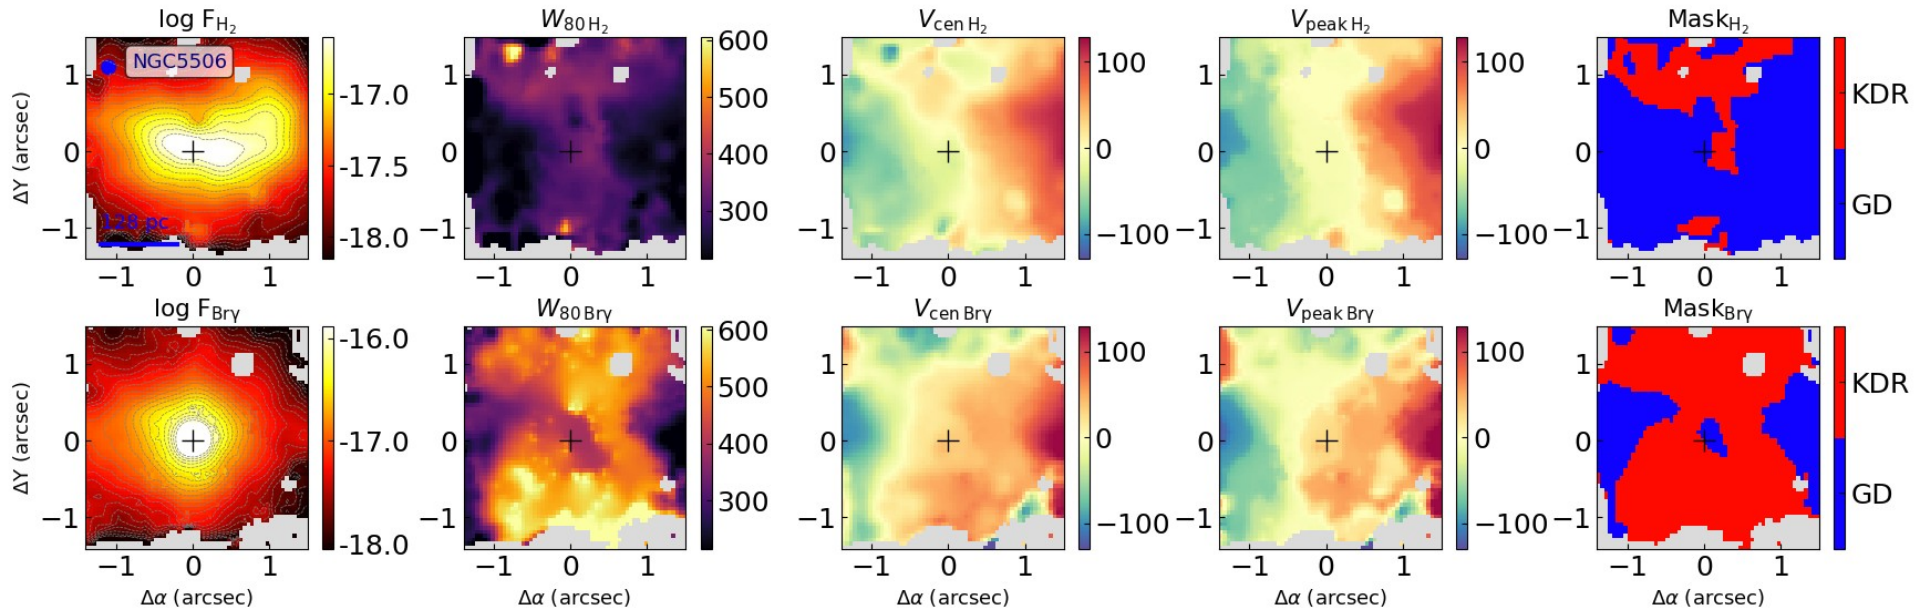 log F_H₂ W₈₀ H₂ V_cen H₂ V_peak H₂ Mask_H₂
NGC5506
128 pc
ΔY (arcsec)
1
0
−1
−1 0 1
-17.0
-17.5
-18.0
1
0
−1
−1 0 1
600
500
400
300
1
0
−1
−1 0 1
100
0
−100
1
0
−1
−1 0 1
100
0
−100
1
0
−1
−1 0 1
KDR
GD
log F_Brγ W₈₀ Brγ V_cen Brγ V_peak Brγ Mask_Brγ
ΔY (arcsec)
1
0
−1
−1 0 1
Δα (arcsec)
-16.0
-17.0
-18.0
1
0
−1
−1 0 1
Δα (arcsec)
600
500
400
300
1
0
−1
−1 0 1
Δα (arcsec)
100
0
−100
1
0
−1
−1 0 1
Δα (arcsec)
100
0
−100
1
0
−1
−1 0 1
Δα (arcsec)
KDR
GD